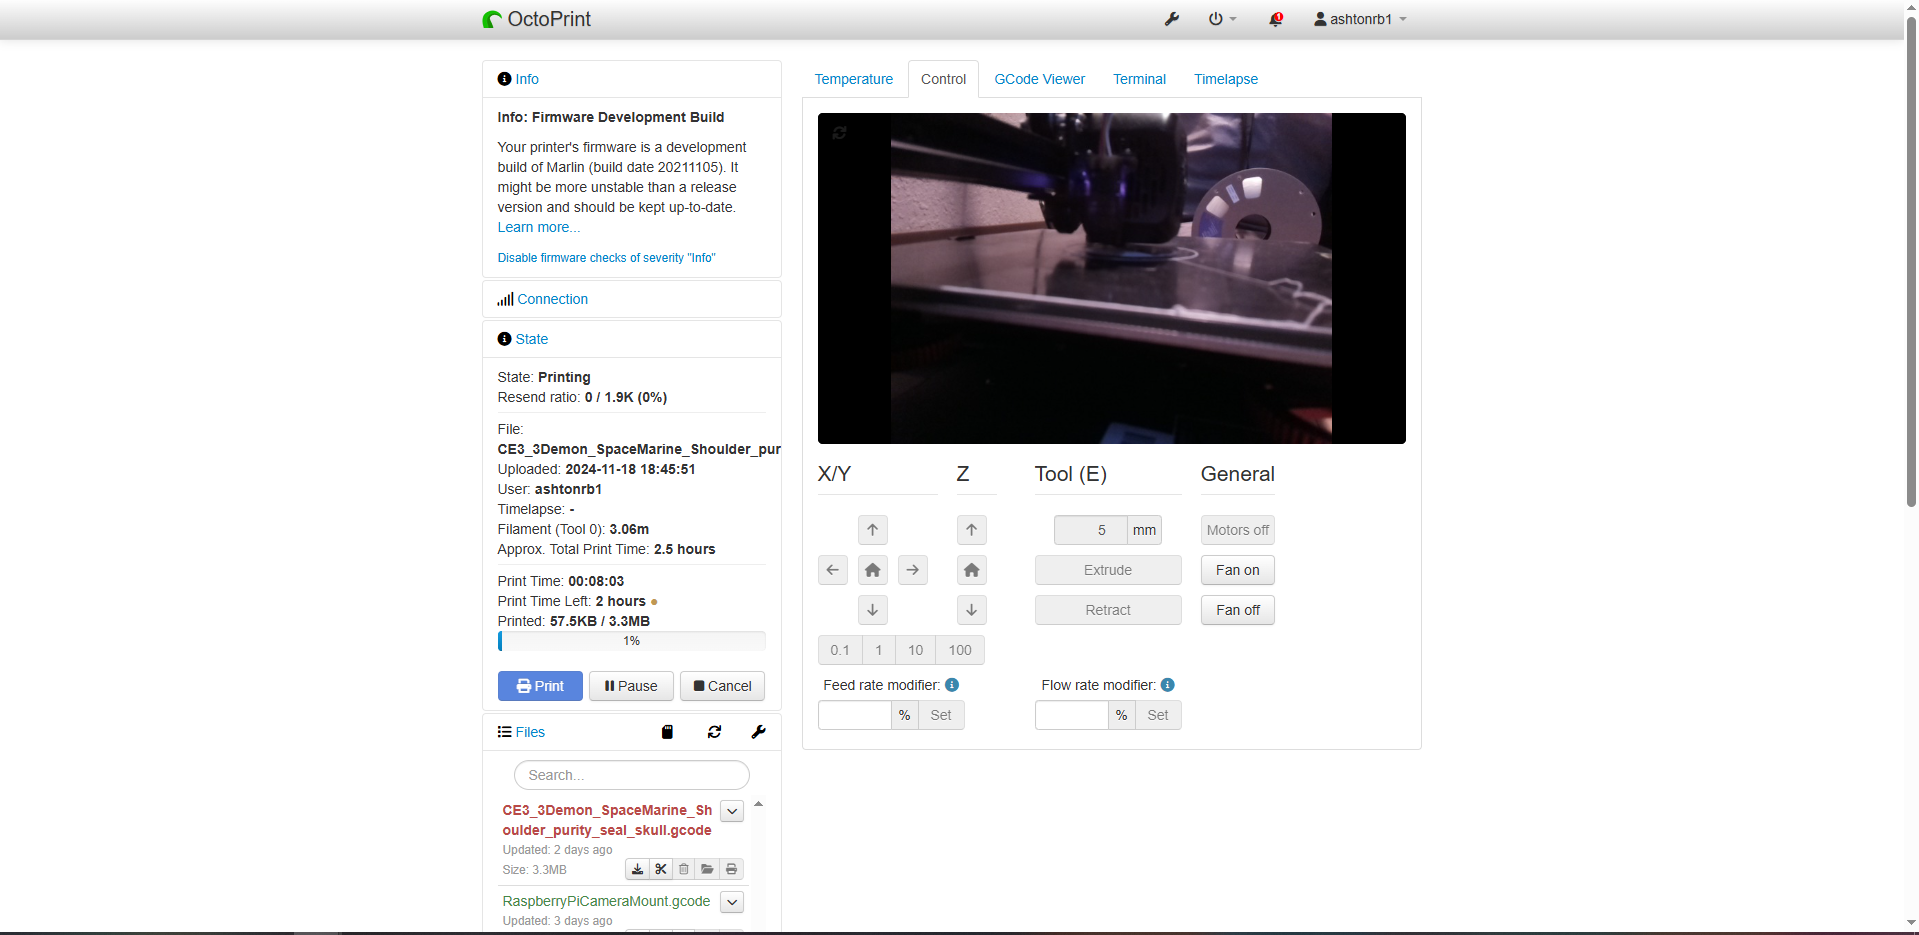 OctoPrint
1
ashtonrb1
Info
Info: Firmware Development Build
Your printer's firmware is a development
build of Marlin (build date 20211105). It
might be more unstable than a release
version and should be kept up-to-date.
Learn more...
Disable firmware checks of severity "Info"
Connection
State
State: Printing
Resend ratio: 0 / 1.9K (0%)
File:
CE3_3Demon_SpaceMarine_Shoulder_pur
Uploaded: 2024-11-18 18:45:51
User: ashtonrb1
Timelapse: -
Filament (Tool 0): 3.06m
Approx. Total Print Time: 2.5 hours
Print Time: 00:08:03
Print Time Left: 2 hours
Printed: 57.5KB / 3.3MB
1%
Print Pause Cancel
Files
Search...
CE3_3Demon_SpaceMarine_Sh
oulder_purity_seal_skull.gcode
Updated: 2 days ago
Size: 3.3MB
RaspberryPiCameraMount.gcode
Updated: 3 days ago
Temperature Control GCode Viewer Terminal Timelapse
X/Y Z Tool (E) General
5 mm Motors off
Extrude Fan on
Retract Fan off
0.1 1 10 100
Feed rate modifier: Flow rate modifier:
% Set % Set